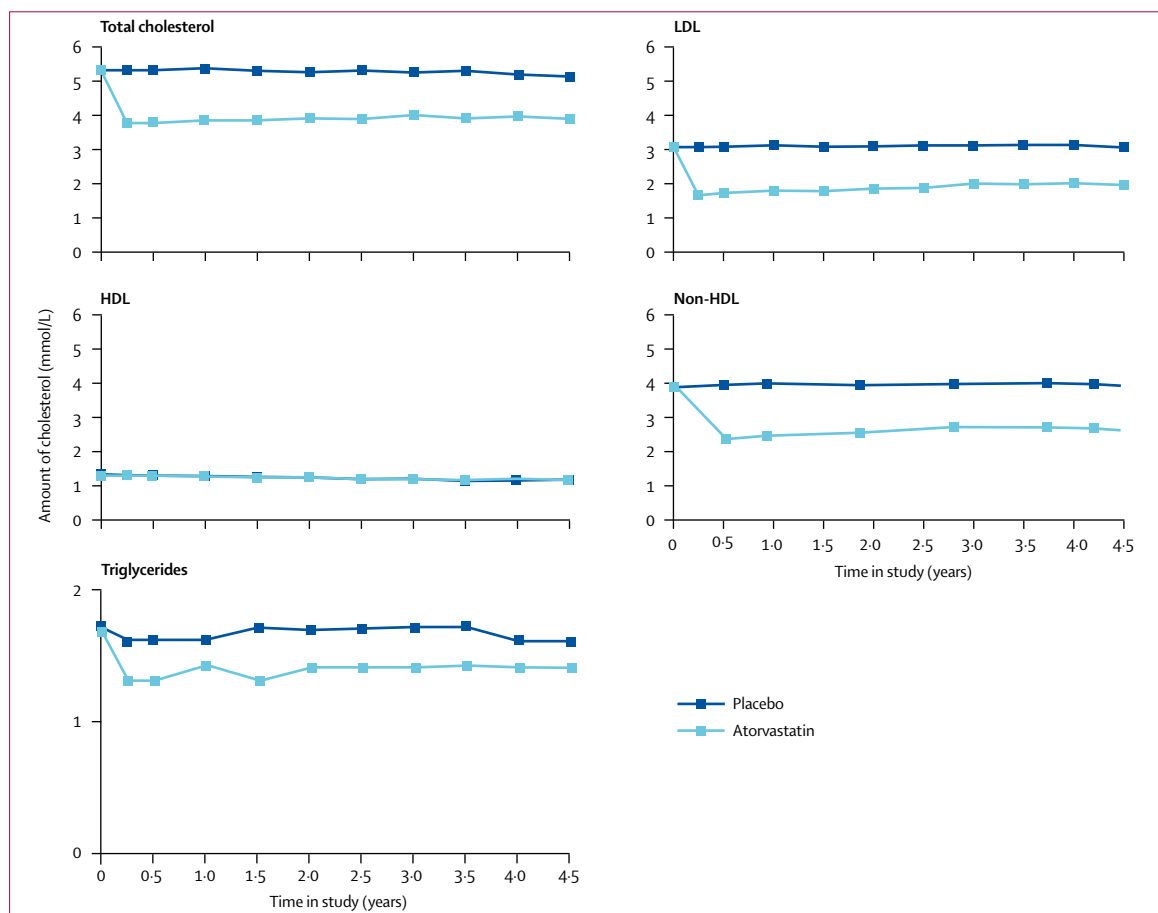 Total cholesterol
6
5
4
3
2
1
0
LDL
6
5
4
3
2
1
0
Amount of cholesterol (mmol/L)
HDL
6
5
4
3
2
1
0
Non-HDL
6
5
4
3
2
1
0
0 0·5 1·0 1·5 2·0 2·5 3·0 3·5 4·0 4·5
Time in study (years)
Triglycerides
2
1
0
0 0·5 1·0 1·5 2·0 2·5 3·0 3·5 4·0 4·5
Time in study (years)
Placebo
Atorvastatin